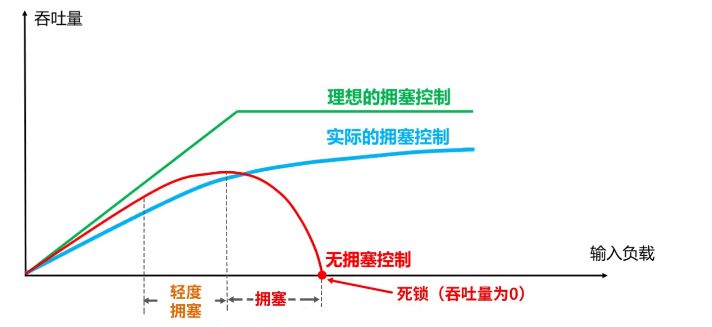 吞吐量
理想的拥塞控制
实际的拥塞控制
输入负载
无拥塞控制
轻度
拥塞
拥塞
死锁（吞吐量为0）